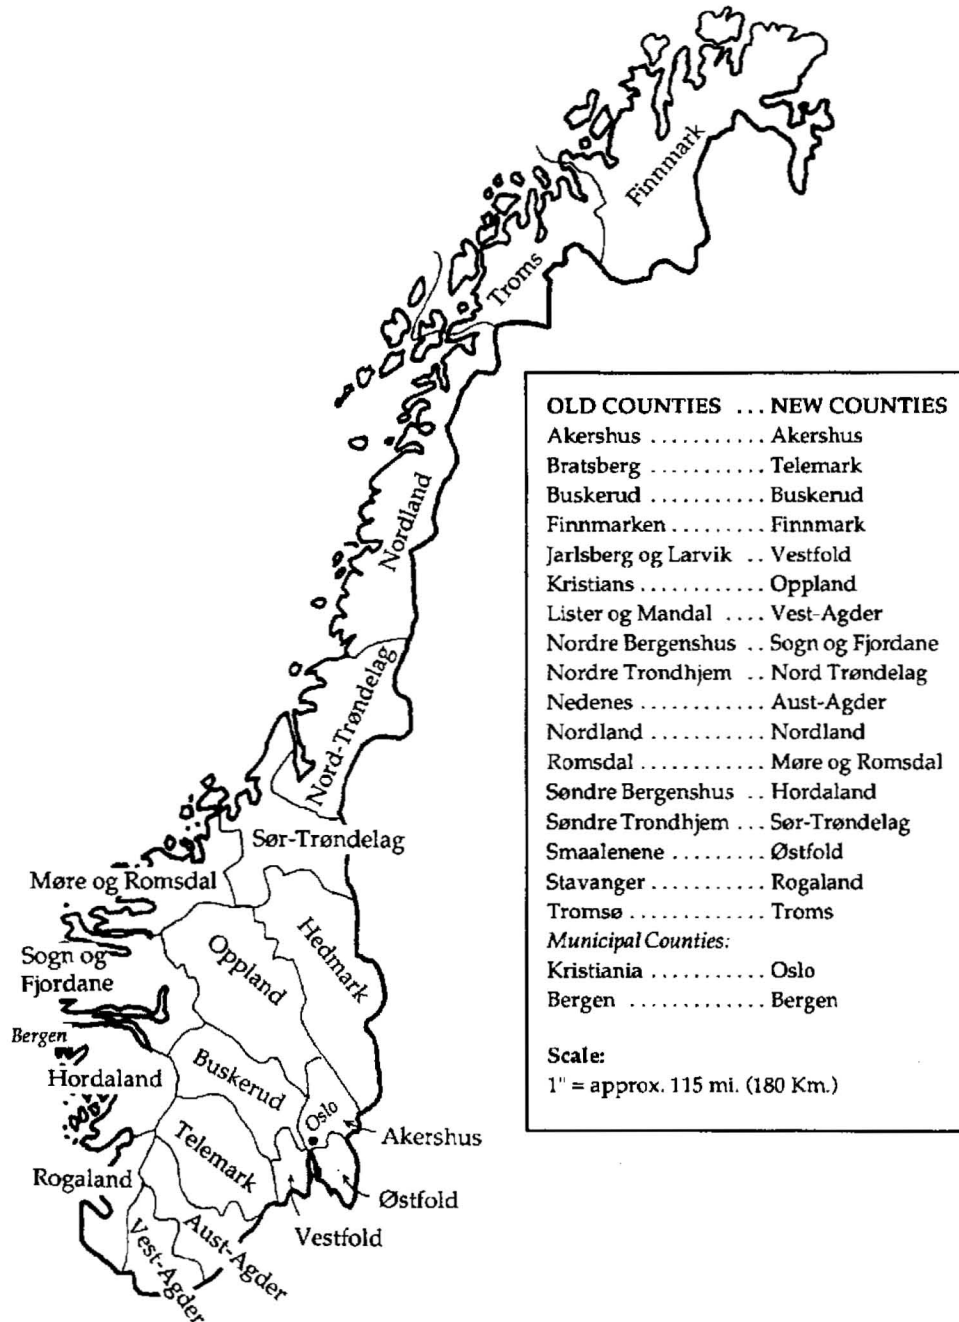 Finnmark
Troms
Nordland
Nord-Trøndelag
Sør-Trøndelag
Møre og Romsdal
Hedmark
Oppland
Sogn og
Fjordane
Bergen
Buskerud
Hordaland
Oslo
Akershus
Telemark
Rogaland
Østfold
Vestfold
Aust-Agder
Vest-Agder
OLD COUNTIES ... NEW COUNTIES
Akershus ........... Akershus
Bratsberg ........... Telemark
Buskerud ........... Buskerud
Finnmarken ......... Finnmark
Jarlsberg og Larvik .. Vestfold
Kristians ............ Oppland
Lister og Mandal .... Vest-Agder
Nordre Bergenshus .. Sogn og Fjordane
Nordre Trondhjem .. Nord Trøndelag
Nedenes ............ Aust-Agder
Nordland ........... Nordland
Romsdal ............ Møre og Romsdal
Søndre Bergenshus .. Hordaland
Søndre Trondhjem ... Sør-Trøndelag
Smaalenene ......... Østfold
Stavanger ........... Rogaland
Tromsø ............. Troms
Municipal Counties:
Kristiania ........... Oslo
Bergen ............. Bergen
Scale:
1" = approx. 115 mi. (180 Km.)